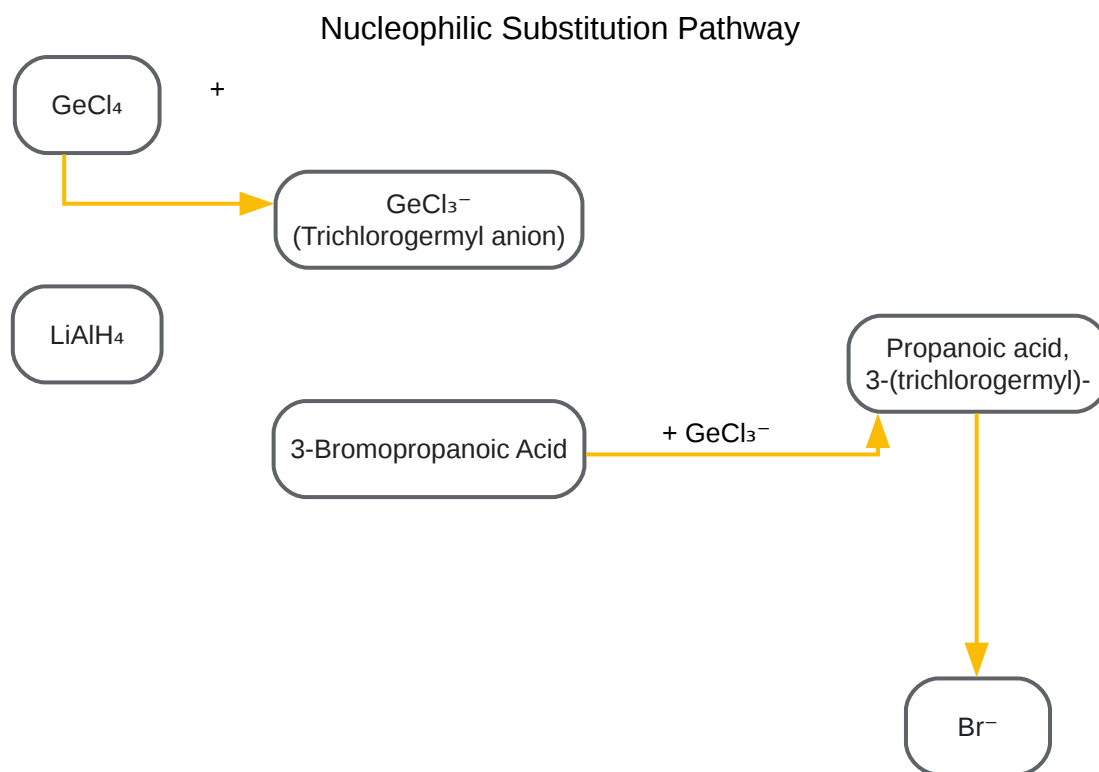 Nucleophilic Substitution Pathway
GeCl₄
+
GeCl₃⁻
(Trichlorogermyl anion)
LiAlH₄
Propanoic acid,
3-(trichlorogermyl)-
3-Bromopropanoic Acid
+ GeCl₃⁻
Br⁻